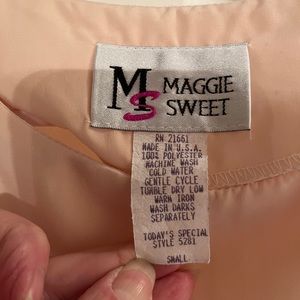 MS MAGGIE
SWEET
RN 21661
MADE IN U.S.A.
100% POLYESTER
MACHINE WASH
COLD WATER
GENTLE CYCLE
TUMBLE DRY LOW
WARM IRON
WASH DARKS
SEPARATELY
TODAY'S SPECIAL
STYLE 5281
SMALL